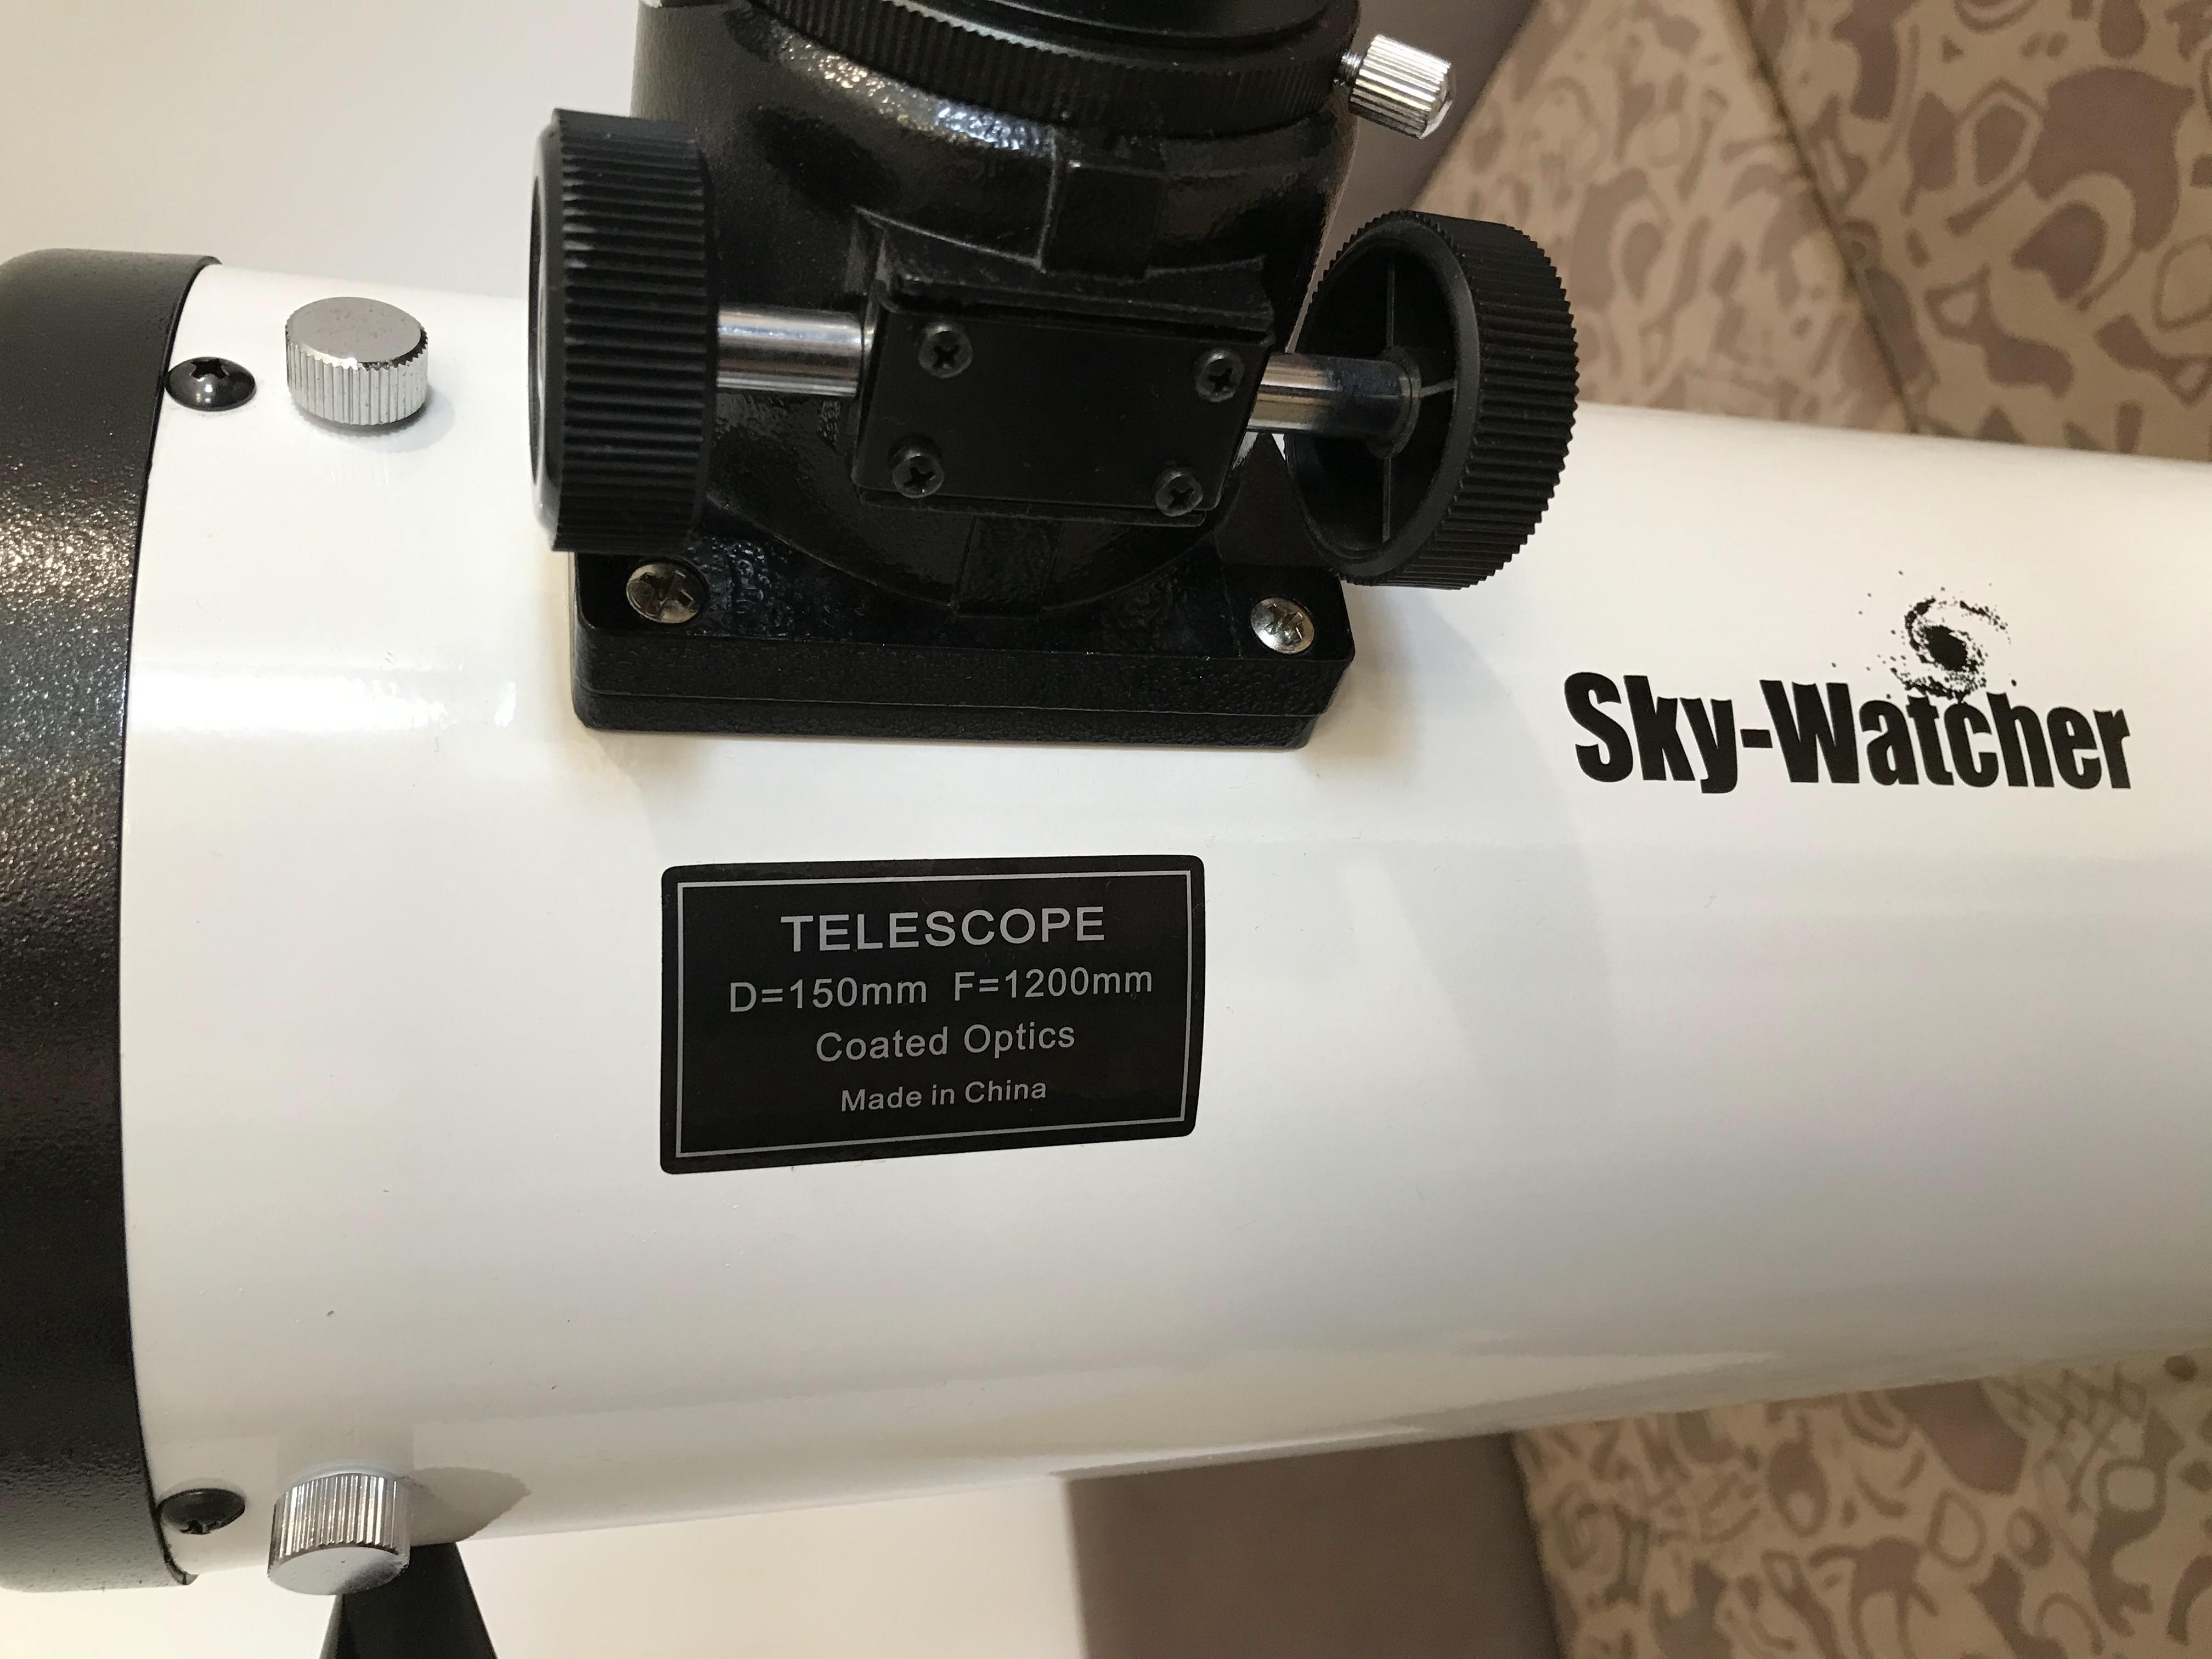 Sky-Watcher
TELESCOPE
D=150mm F=1200mm
Coated Optics
Made in China